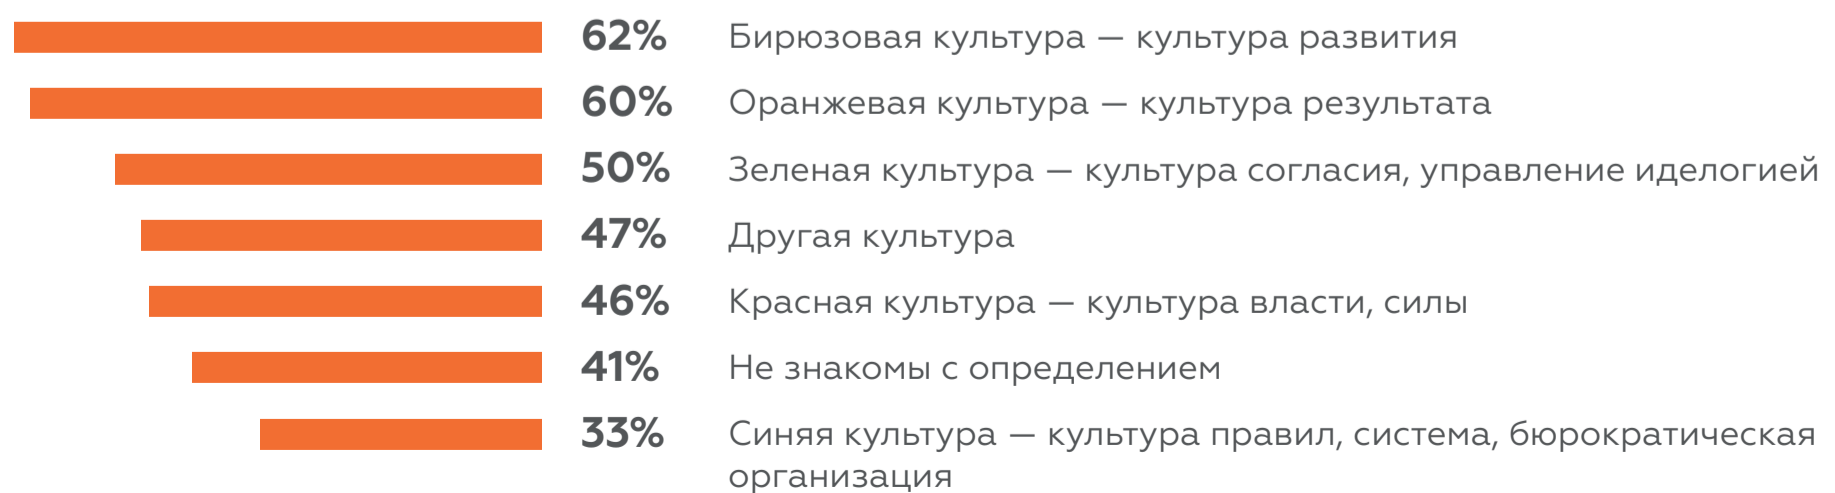 62% Бирюзовая культура — культура развития
60% Оранжевая культура — культура результата
50% Зеленая культура — культура согласия, управление иделогией
47% Другая культура
46% Красная культура — культура власти, силы
41% Не знакомы с определением
33% Синяя культура — культура правил, система, бюрократическая
организация